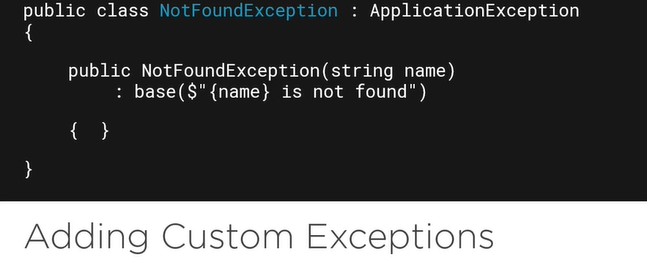 public class NotFoundException : ApplicationException
{
public NotFoundException(string name)
: base($"{name} is not found")
{ }
}
Adding Custom Exceptions